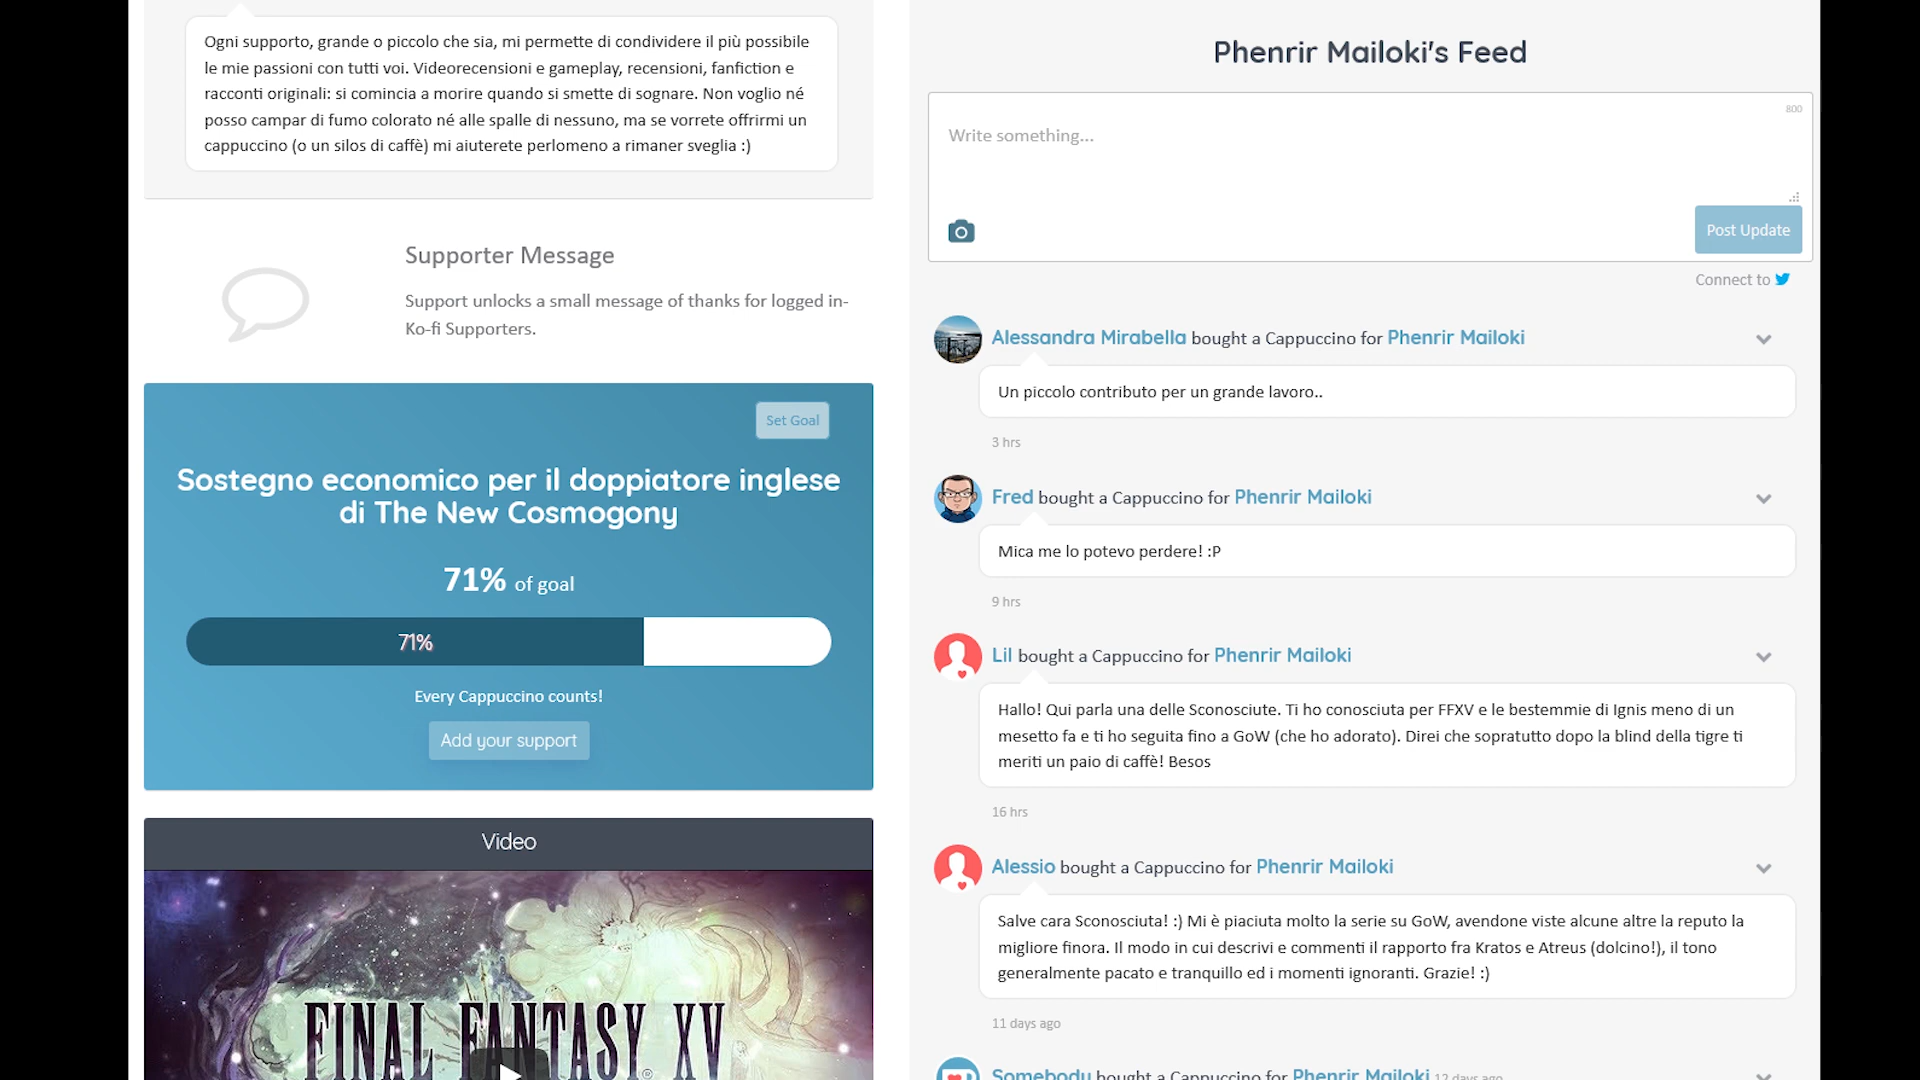 Ogni supporto, grande o piccolo che sia, mi permette di condividere il più possibile
le mie passioni con tutti voi. Videorecensioni e gameplay, recensioni, fanfiction e
racconti originali: si comincia a morire quando si smette di sognare. Non voglio né
posso campar di fumo colorato né alle spalle di nessuno, ma se vorrete offrirmi un
cappuccino (o un silos di caffè) mi aiuterete perlomeno a rimaner sveglia :)
Supporter Message
Support unlocks a small message of thanks for logged in-
Ko-fi Supporters.
Set Goal
Sostegno economico per il doppiatore inglese
di The New Cosmogony
71% of goal
71%
Every Cappuccino counts!
Add your support
Video
FINAL FANTASY XV
®
Phenrir Mailoki's Feed
800
Write something...
Post Update
Connect to
Alessandra Mirabella bought a Cappuccino for Phenrir Mailoki
Un piccolo contributo per un grande lavoro..
3 hrs
Fred bought a Cappuccino for Phenrir Mailoki
Mica me lo potevo perdere! :P
9 hrs
Lil bought a Cappuccino for Phenrir Mailoki
Hallo! Qui parla una delle Sconosciute. Ti ho conosciuta per FFXV e le bestemmie di Ignis meno di un
mesetto fa e ti ho seguita fino a GoW (che ho adorato). Direi che sopratutto dopo la blind della tigre ti
meriti un paio di caffè! Besos
16 hrs
Alessio bought a Cappuccino for Phenrir Mailoki
Salve cara Sconosciuta! :) Mi è piaciuta molto la serie su GoW, avendone viste alcune altre la reputo la
migliore finora. Il modo in cui descrivi e commenti il rapporto fra Kratos e Atreus (dolcino!), il tono
generalmente pacato e tranquillo ed i momenti ignoranti. Grazie! :)
11 days ago
Somebody bought a Cappuccino for Phenrir Mailoki 12 days ago